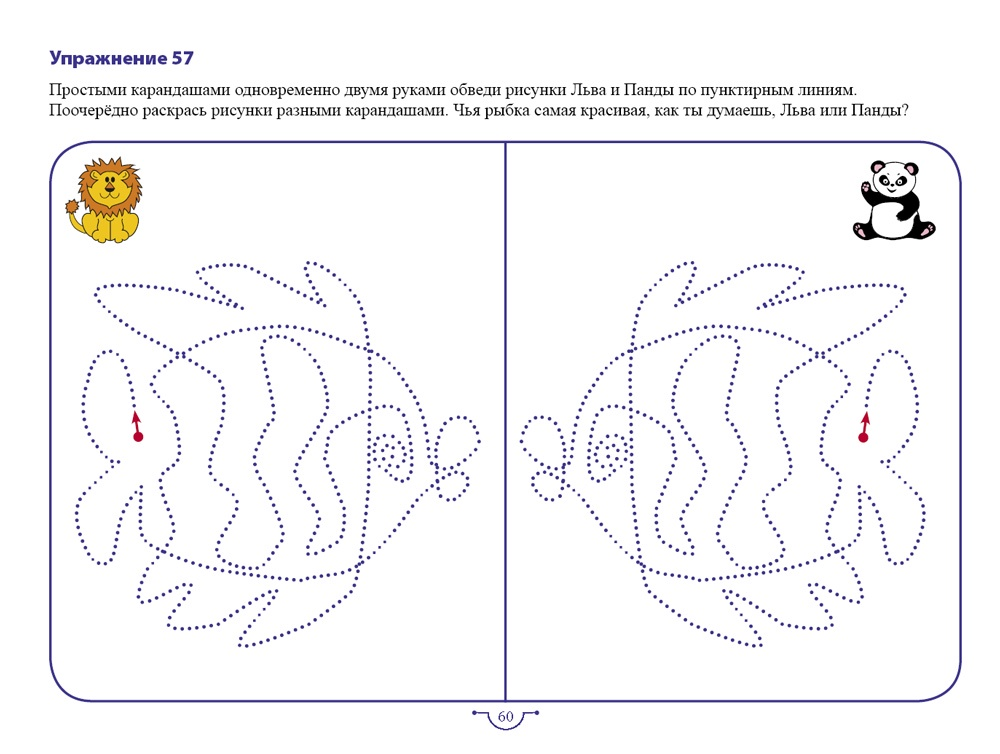 Упражнение 57
Простыми карандашами одновременно двумя руками обведи рисунки Льва и Панды по пунктирным линиям.
Поочерёдно раскрась рисунки разными карандашами. Чья рыбка самая красивая, как ты думаешь, Льва или Панды?
60